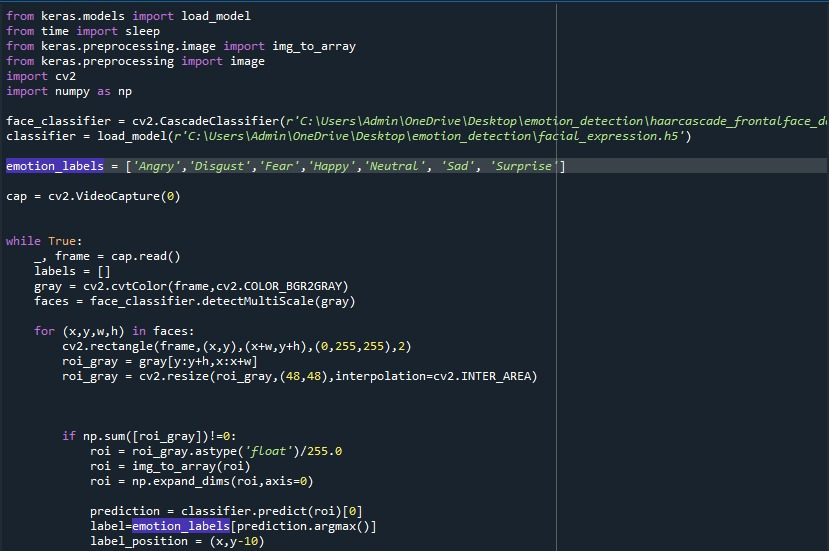 from keras.models import load_model
from time import sleep
from keras.preprocessing.image import img_to_array
from keras.preprocessing import image
import cv2
import numpy as np
face_classifier = cv2.CascadeClassifier(r'C:\Users\Admin\OneDrive\Desktop\emotion_detection\haarcascade_frontalface_d
classifier = load_model(r'C:\Users\Admin\OneDrive\Desktop\emotion_detection\facial_expression.h5')
emotion_labels = ['Angry','Disgust','Fear','Happy','Neutral', 'Sad', 'Surprise']
cap = cv2.VideoCapture(0)
while True:
    _, frame = cap.read()
    labels = []
    gray = cv2.cvtColor(frame,cv2.COLOR_BGR2GRAY)
    faces = face_classifier.detectMultiScale(gray)
    for (x,y,w,h) in faces:
        cv2.rectangle(frame,(x,y),(x+w,y+h),(0,255,255),2)
        roi_gray = gray[y:y+h,x:x+w]
        roi_gray = cv2.resize(roi_gray,(48,48),interpolation=cv2.INTER_AREA)
        if np.sum([roi_gray])!=0:
            roi = roi_gray.astype('float')/255.0
            roi = img_to_array(roi)
            roi = np.expand_dims(roi,axis=0)
            prediction = classifier.predict(roi)[0]
            label=emotion_labels[prediction.argmax()]
            label_position = (x,y-10)